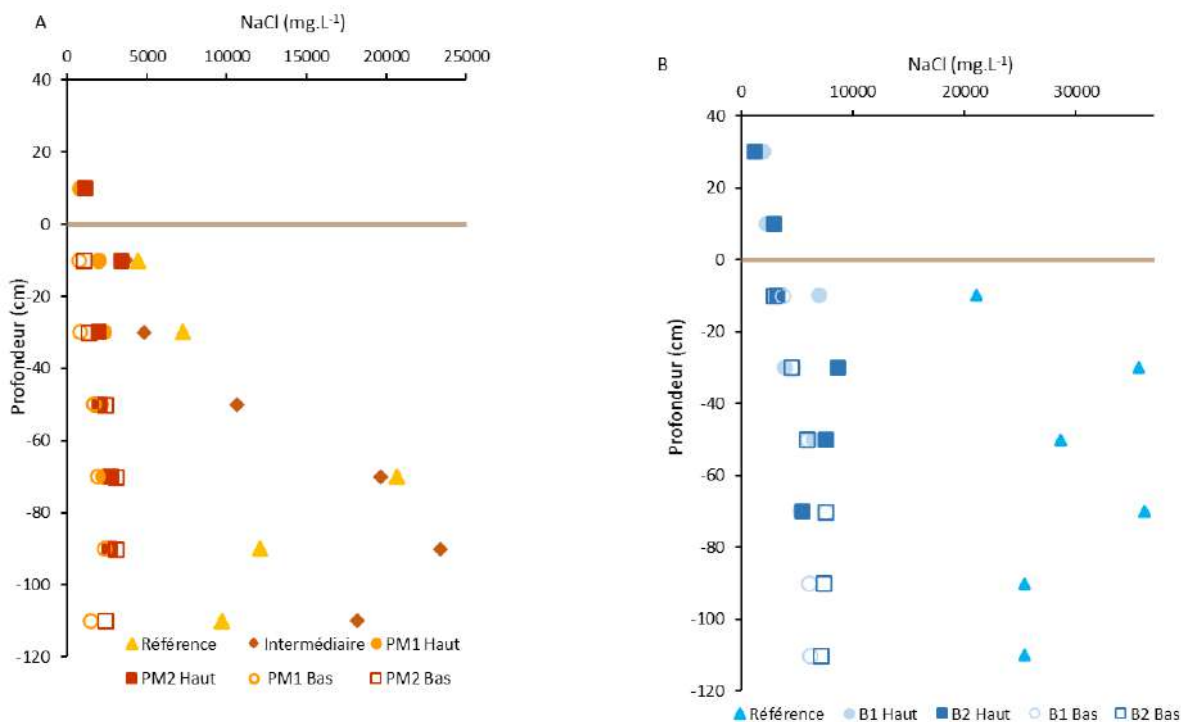 A
NaCl (mg.L⁻¹)
0 5000 10000 15000 20000 25000
Profondeur (cm)
40
20
0
-20
-40
-60
-80
-100
-120
Référence Intermédiaire PM1 Haut
PM2 Haut PM1 Bas PM2 Bas
B
NaCl (mg.L⁻¹)
0 10000 20000 30000
Profondeur (cm)
40
20
0
-20
-40
-60
-80
-100
-120
Référence B1 Haut B2 Haut B1 Bas B2 Bas